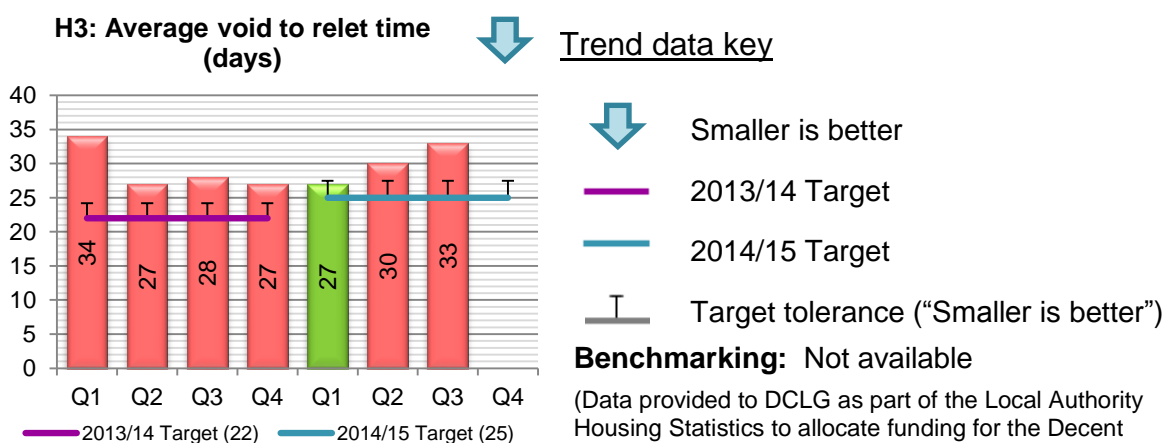 H3: Average void to relet time
(days)
40
35
30
25
20
15
10
5
0
34
27
28
27
27
30
33
Q1 Q2 Q3 Q4 Q1 Q2 Q3 Q4
2013/14 Target (22) 2014/15 Target (25)
Trend data key
Smaller is better
2013/14 Target
2014/15 Target
Target tolerance (“Smaller is better”)
Benchmarking: Not available
(Data provided to DCLG as part of the Local Authority
Housing Statistics to allocate funding for the Decent